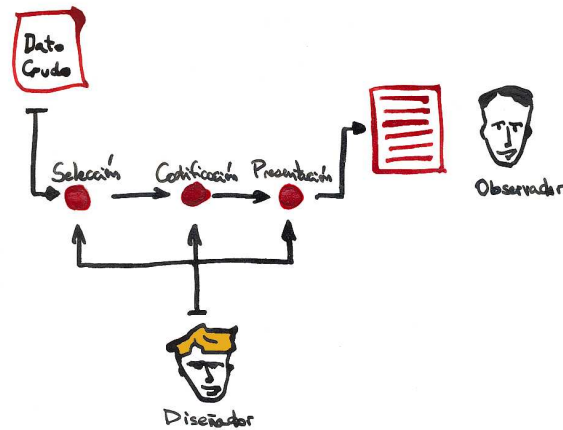 Dato
Crudo
Selección
Codificación
Presentación
Observador
Diseñador